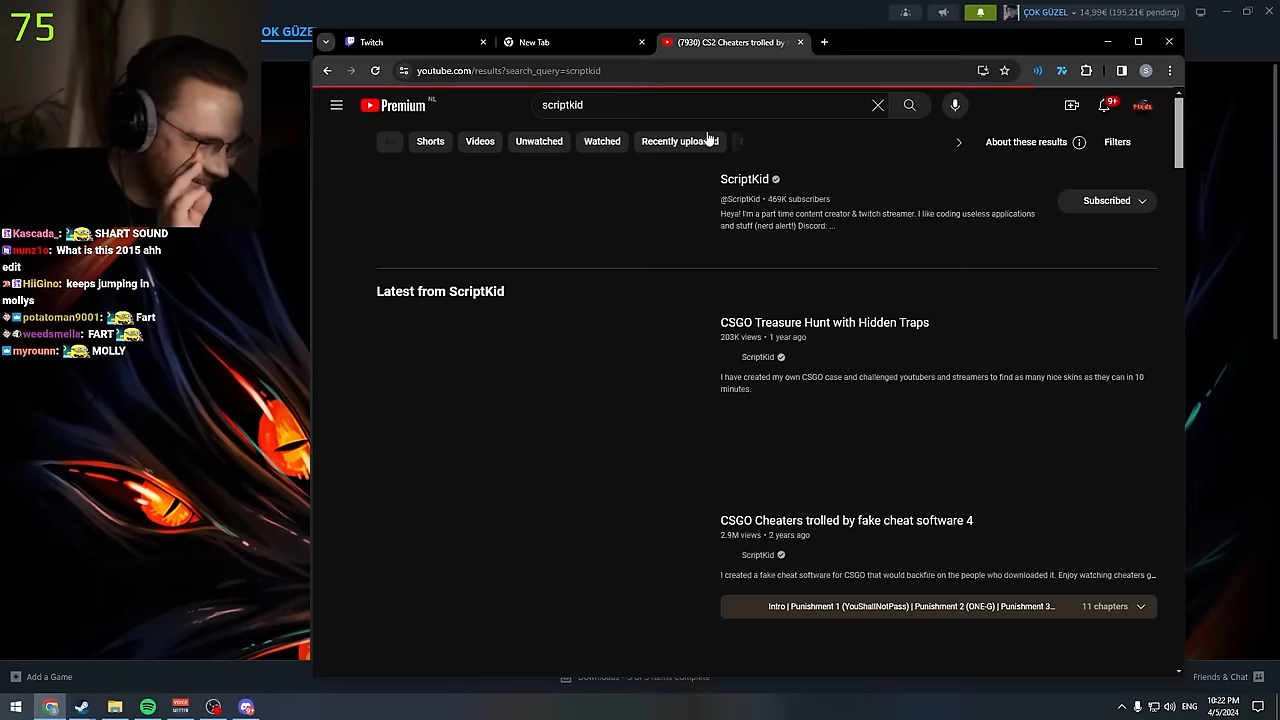 75
OK GÜZE
ÇOK GÜZEL
14,99€ (195,21€ pending)
Twitch
New Tab
(7930) CS2 Cheaters trolled by
youtube.com/results?search_query=scriptkid
Premium NL
scriptkid
9+
All
Shorts
Videos
Unwatched
Watched
Recently uploaded
About these results
Filters
ScriptKid
@ScriptKid • 469K subscribers
Heya! I'm a part time content creator & twitch streamer. I like coding useless applications
and stuff (nerd alert!) Discord: ...
Subscribed
Kascada_: SHART SOUND
nunz1o: What is this 2015 ahh
edit
HiiGino: keeps jumping in
mollys
potatoman9001: Fart
weedsmella: FART
myrounn: MOLLY
Latest from ScriptKid
CSGO Treasure Hunt with Hidden Traps
203K views • 1 year ago
ScriptKid
I have created my own CSGO case and challenged youtubers and streamers to find as many nice skins as they can in 10
minutes.
CSGO Cheaters trolled by fake cheat software 4
2.9M views • 2 years ago
ScriptKid
I created a fake cheat software for CSGO that would backfire on the people who downloaded it. Enjoy watching cheaters g...
Intro | Punishment 1 (YouShallNotPass) | Punishment 2 (ONE-G) | Punishment 3...
11 chapters
Add a Game
Friends & Chat
ENG
10:22 PM
4/5/2024